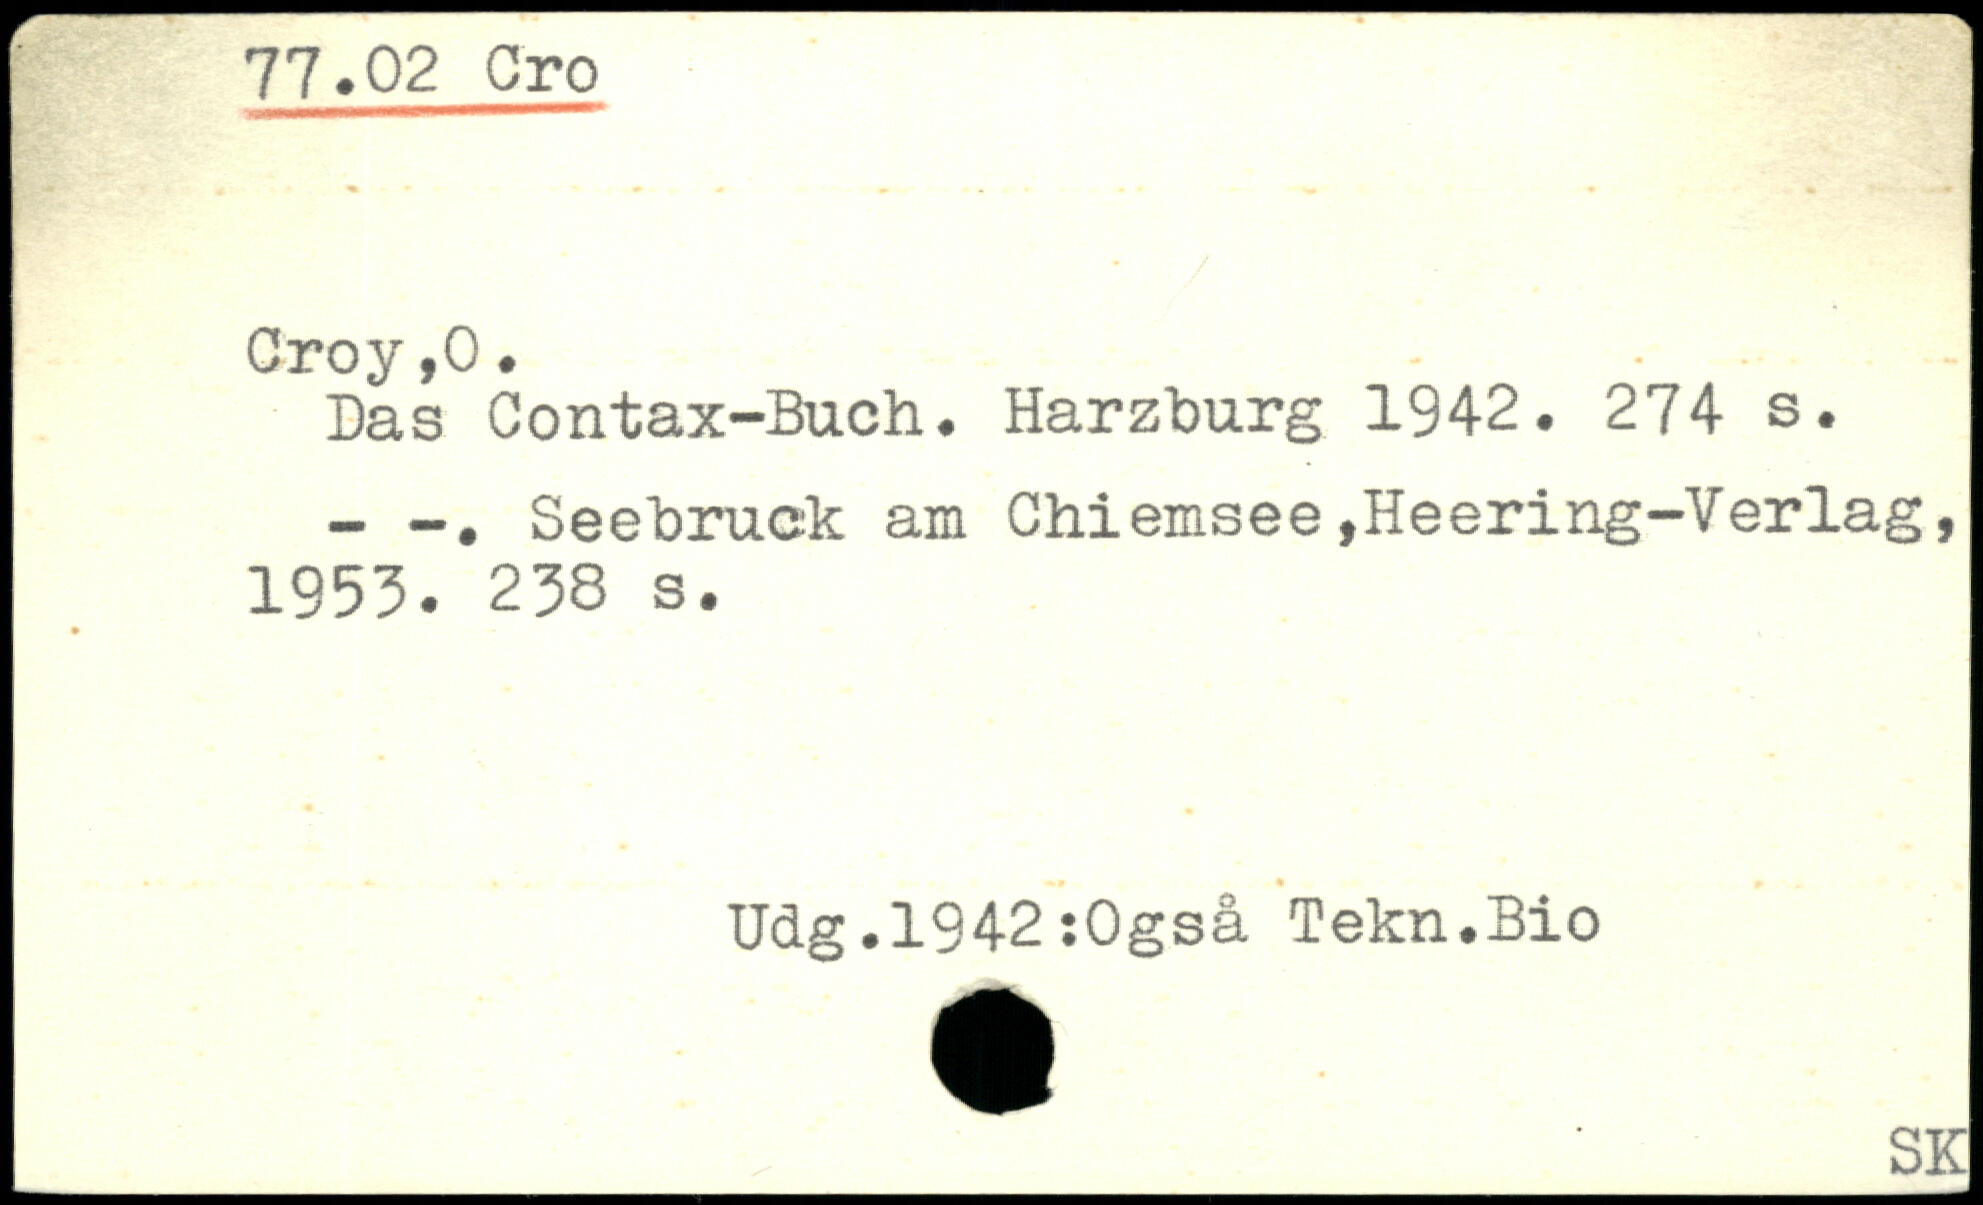 77.02 Cro
Croy,O.
Das Contax-Buch. Harzburg 1942. 274 s.
- -. Seebruck am Chiemsee,Heering-Verlag,
1953. 238 s.
Udg.1942:Også Tekn.Bio
SK